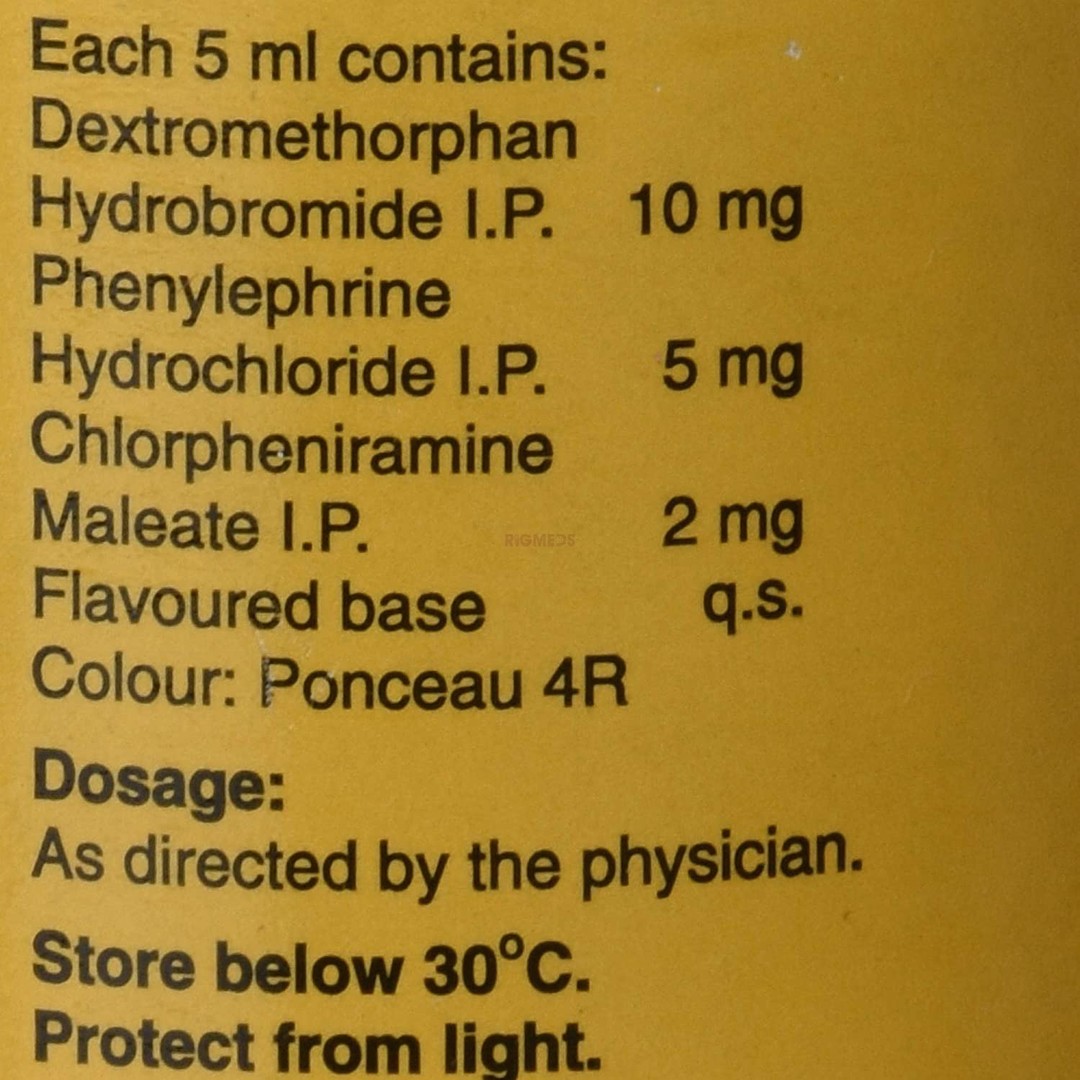 Each 5 ml contains:
Dextromethorphan
Hydrobromide I.P. 10 mg
Phenylephrine
Hydrochloride I.P. 5 mg
Chlorpheniramine
Maleate I.P. 2 mg
RIGMEDS
Flavoured base q.s.
Colour: Ponceau 4R
Dosage:
As directed by the physician.
Store below 30°C.
Protect from light.